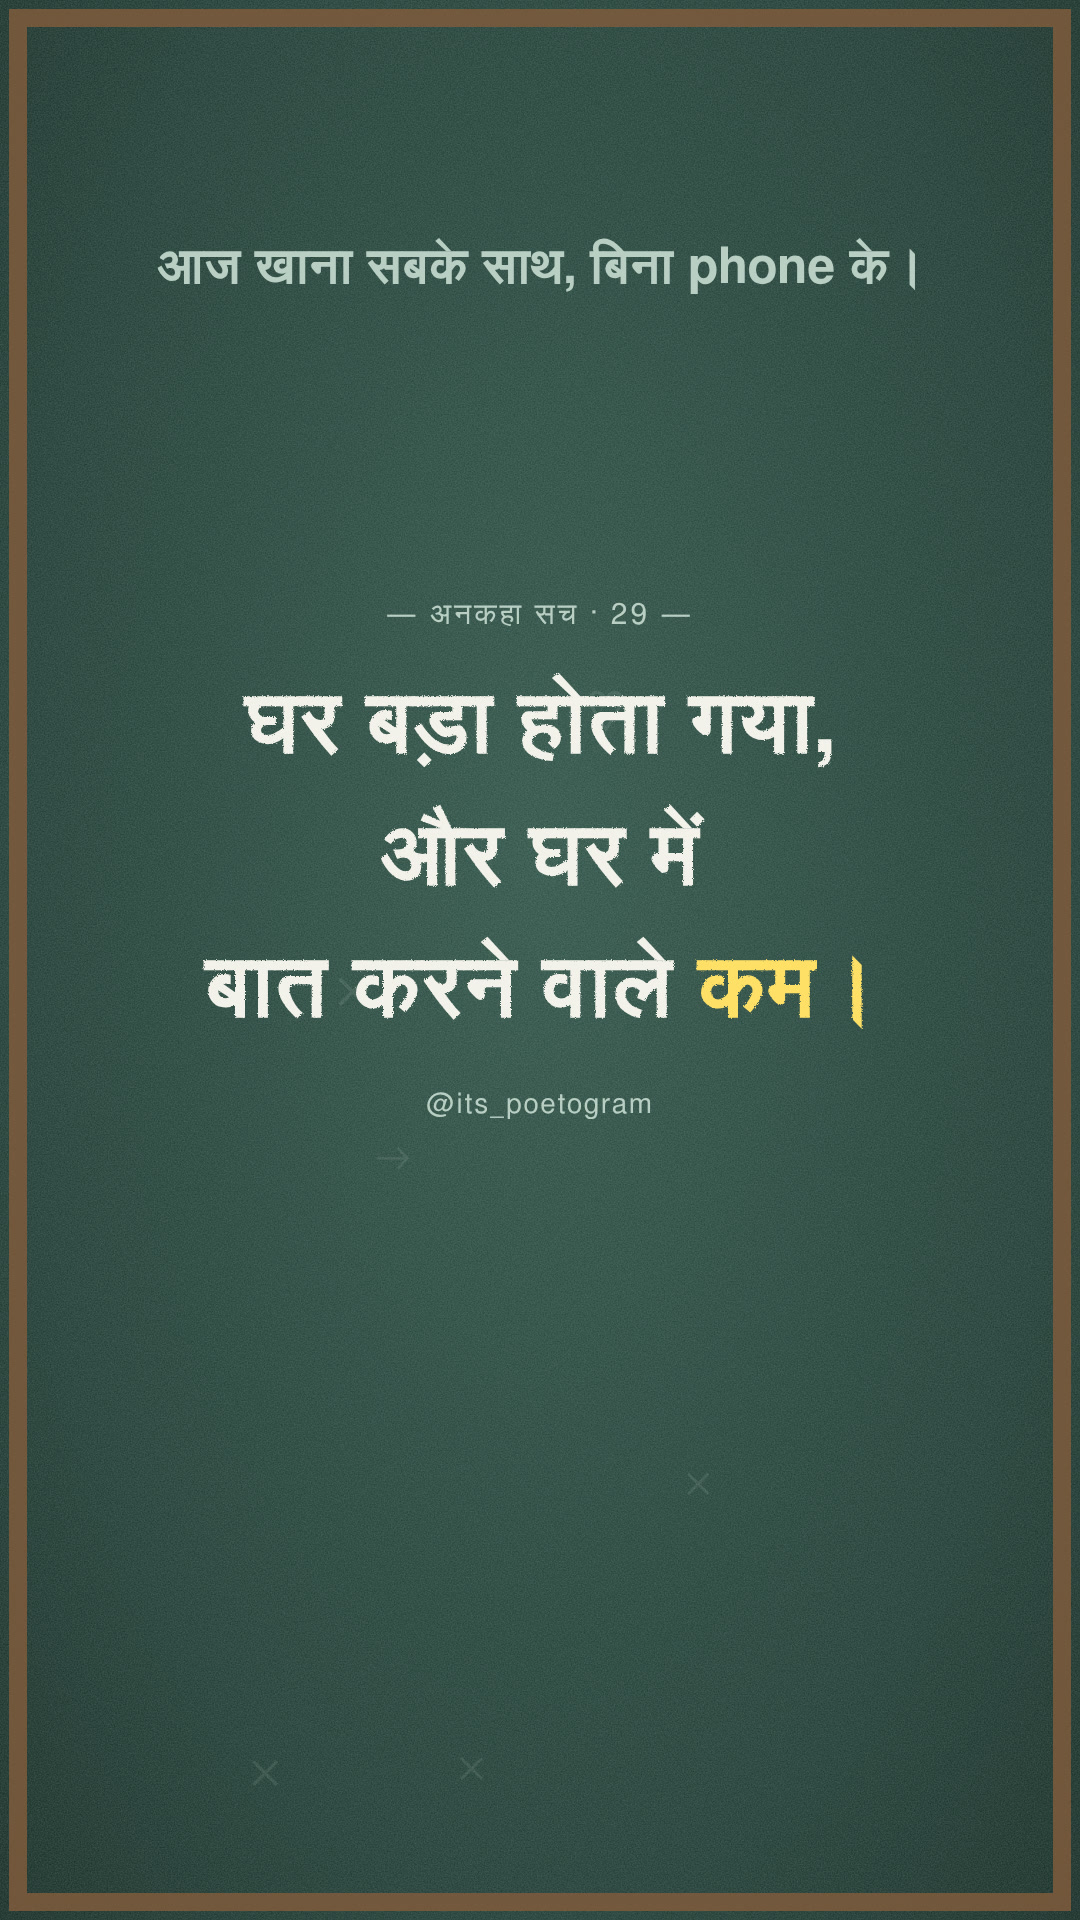 आज खाना सबके साथ, बिना phone के।
— अनकहा सच · 29 —
घर बड़ा होता गया,
और घर में
बात करने वाले कम।
@its_poetogram